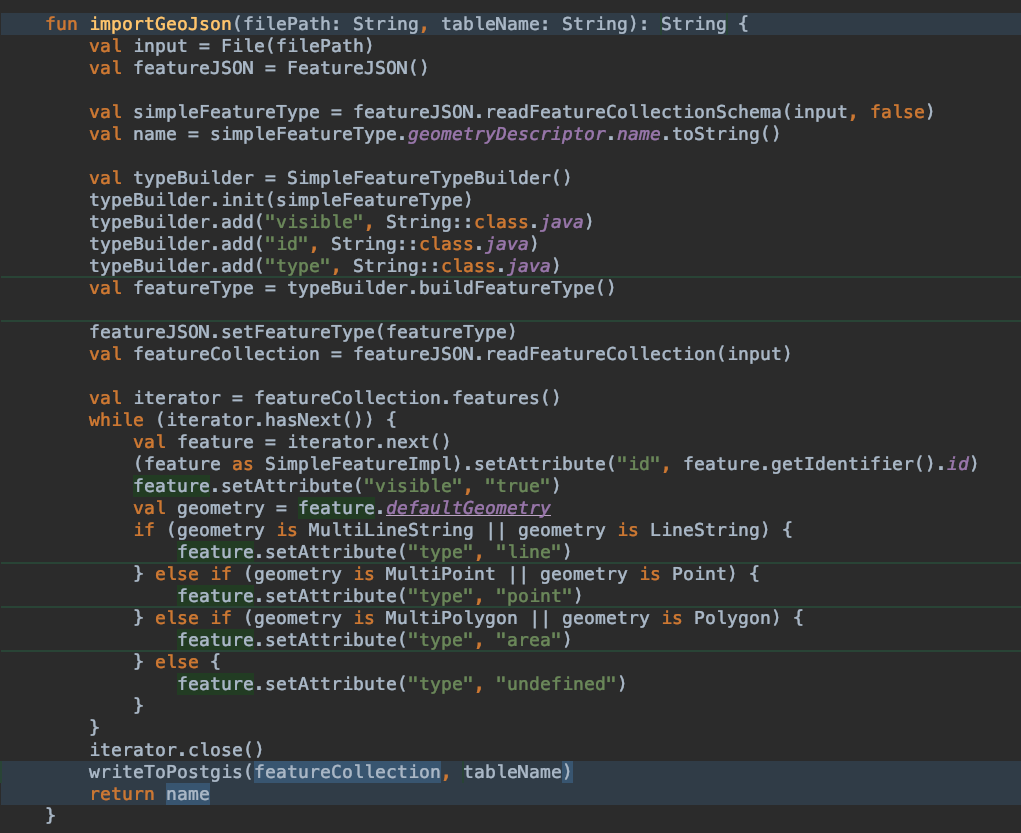 fun importGeoJson(filePath: String, tableName: String): String {
    val input = File(filePath)
    val featureJSON = FeatureJSON()

    val simpleFeatureType = featureJSON.readFeatureCollectionSchema(input, false)
    val name = simpleFeatureType.geometryDescriptor.name.toString()

    val typeBuilder = SimpleFeatureTypeBuilder()
    typeBuilder.init(simpleFeatureType)
    typeBuilder.add("visible", String::class.java)
    typeBuilder.add("id", String::class.java)
    typeBuilder.add("type", String::class.java)
    val featureType = typeBuilder.buildFeatureType()

    featureJSON.setFeatureType(featureType)
    val featureCollection = featureJSON.readFeatureCollection(input)

    val iterator = featureCollection.features()
    while (iterator.hasNext()) {
        val feature = iterator.next()
        (feature as SimpleFeatureImpl).setAttribute("id", feature.getIdentifier().id)
        feature.setAttribute("visible", "true")
        val geometry = feature.defaultGeometry
        if (geometry is MultiLineString || geometry is LineString) {
            feature.setAttribute("type", "line")
        } else if (geometry is MultiPoint || geometry is Point) {
            feature.setAttribute("type", "point")
        } else if (geometry is MultiPolygon || geometry is Polygon) {
            feature.setAttribute("type", "area")
        } else {
            feature.setAttribute("type", "undefined")
        }
    }
    iterator.close()
    writeToPostgis(featureCollection, tableName)
    return name
}